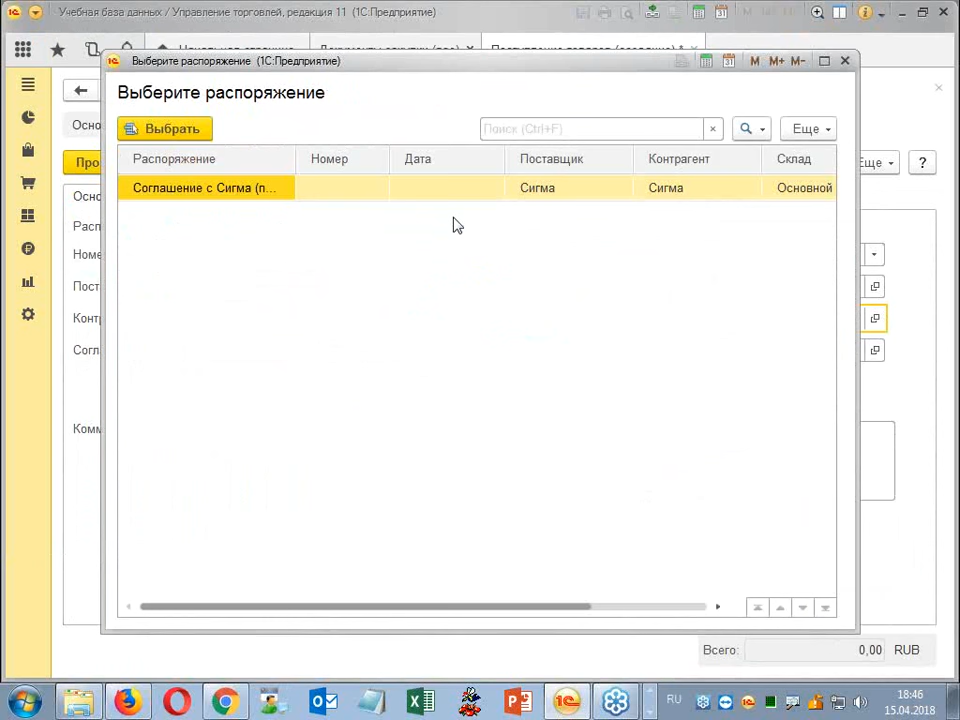 Учебная база данных / Управление торговлей, редакция 11 (1С:Предприятие)
M M+ M-
Выберите распоряжение (1С:Предприятие)
M M+ M-
Выберите распоряжение
Выбрать
Поиск (Ctrl+F)
×
Еще
Распоряжение Номер Дата Поставщик Контрагент Склад
Соглашение с Сигма (п... Сигма Сигма Основной
Осно
Про
Еще ?
Осно
Расп
Номе
Пост
Конт
Согл
Комм
Всего: 0,00 RUB
RU
18:46
15.04.2018